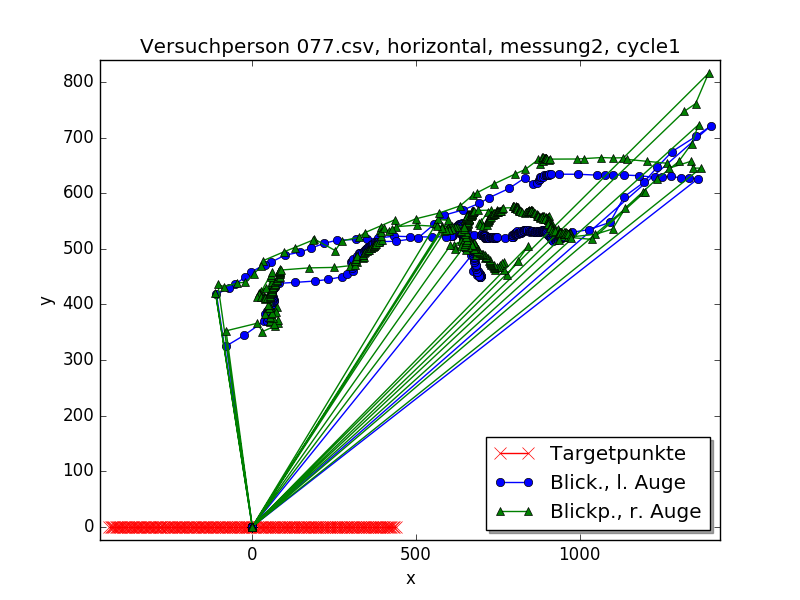 Versuchperson 077.csv, horizontal, messung2, cycle1
800
700
600
500
400
300
200
100
0
y
0 500 1000
x
Targetpunkte
Blick., l. Auge
Blickp., r. Auge